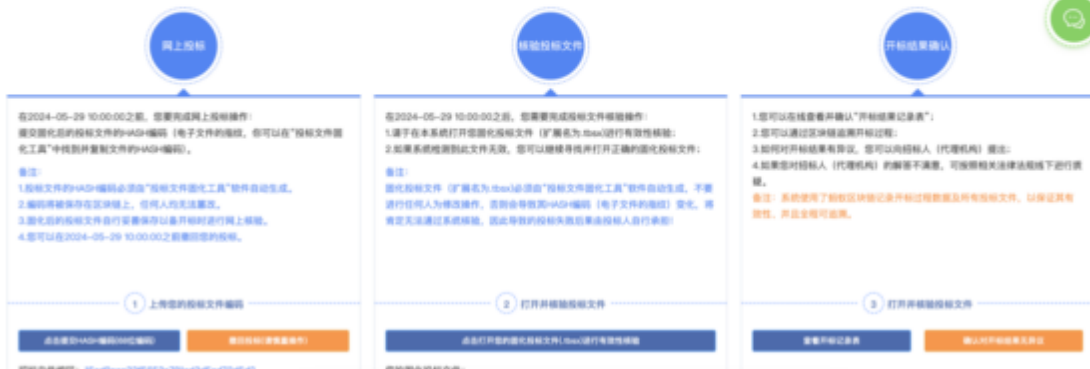 网上投标
核验投标文件
开标结果确认
在2024-05-29 10:00:00之前，您要完成网上投标操作：
提交固化后的投标文件的HASH编码（电子文件的指纹，你可以在"投标文件固
化工具"中找到并复制文件的HASH编码）。
备注：
1.投标文件的HASH编码必须由"投标文件固化工具"软件自动生成。
2.编码将被保存在区块链上，任何人均无法篡改。
3.固化后的投标文件自行妥善保存以备开标时进行网上核验。
4.您可以在2024-05-29 10:00:00之前撤回您的投标。
1 上传您的投标文件编码
点击提交HASH编码(68位编码)
撤回投标(请慎重操作)
在2024-05-29 10:00:00之后，您需要完成投标文件核验操作：
1.请于在本系统打开您固化投标文件（扩展名为.tbsx)进行有效性核验；
2.如果系统检测到此文件无效，您可以继续寻找并打开正确的固化投标文件；
备注：
固化投标文件（扩展名为.tbsx)必须由"投标文件固化工具"软件自动生成，不要
进行任何人为修改操作，否则会导致其HASH编码（电子文件的指纹）变化，将
肯定无法通过系统核验，因此导致的投标失败后果由投标人自行承担!
2 打开并核验投标文件
点击打开您的固化投标文件(.tbsx)进行有效性核验
1.您可以在线查看并确认"开标结果记录表"；
2.您可以通过区块链追溯开标过程；
3.如何对开标结果有异议，您可以向招标人（代理机构）提出；
4.如果您对招标人（代理机构）的解答不满意，可按照相关法律法规线下进行质
疑。
备注：系统使用了蚂蚁区块链记录开标过程数据及所有投标文件，以保证其有
效性，并且全程可追溯。
3 打开并核验投标文件
查看开标记录表
确认对开标结果无异议